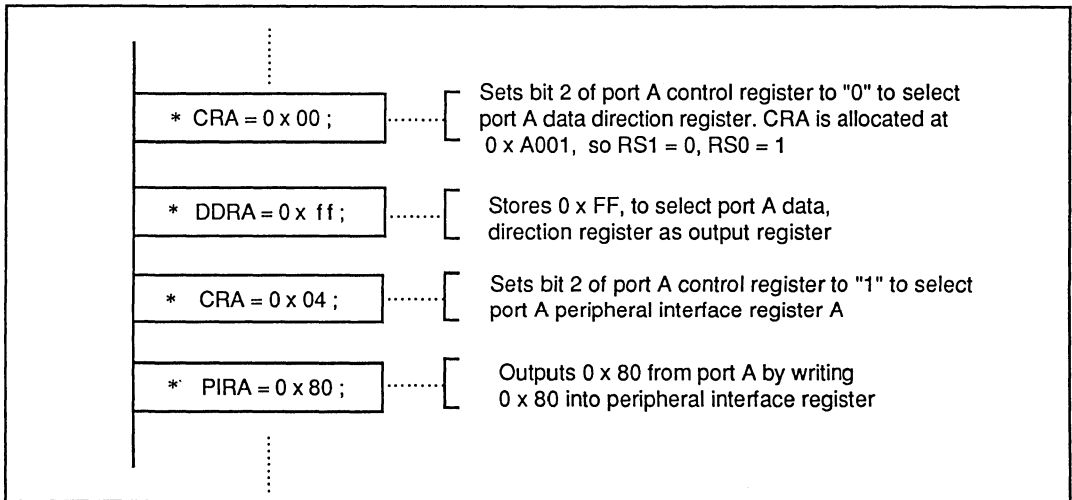 * CRA = 0 x 00 ;
Sets bit 2 of port A control register to "0" to select
port A data direction register. CRA is allocated at
0 x A001, so RS1 = 0, RS0 = 1
* DDRA = 0 x ff ;
Stores 0 x FF, to select port A data,
direction register as output register
* CRA = 0 x 04 ;
Sets bit 2 of port A control register to "1" to select
port A peripheral interface register A
* PIRA = 0 x 80 ;
Outputs 0 x 80 from port A by writing
0 x 80 into peripheral interface register